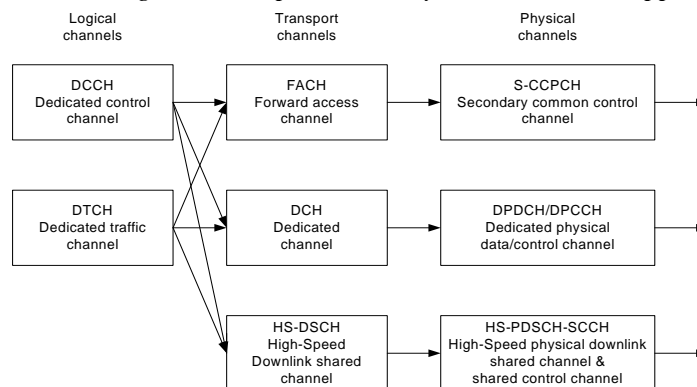 Logical channels
Transport channels
Physical channels
DCCH
Dedicated control
channel
FACH
Forward access
channel
S-CCPCH
Secondary common control
channel
DTCH
Dedicated traffic
channel
DCH
Dedicated
channel
DPDCH/DPCCH
Dedicated physical
data/control channel
HS-DSCH
High-Speed
Downlink shared
channel
HS-PDSCH-SCCH
High-Speed physical downlink
shared channel &
shared control channel